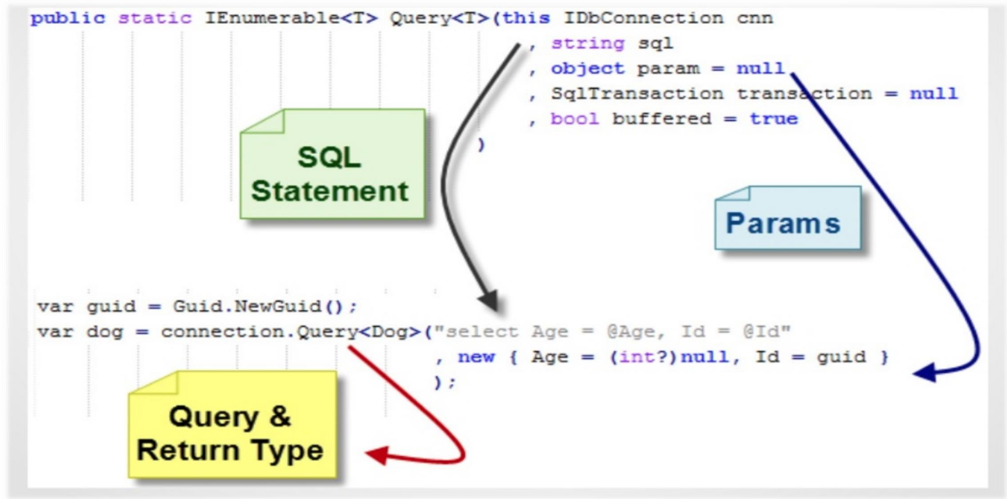 public static IEnumerable<T> Query<T>(this IDbConnection cnn
, string sql
, object param = null
, SqlTransaction transaction = null
, bool buffered = true
)
SQL
Statement
Params
var guid = Guid.NewGuid();
var dog = connection.Query<Dog>("select Age = @Age, Id = @Id"
, new { Age = (int?)null, Id = guid }
);
Query &
Return Type